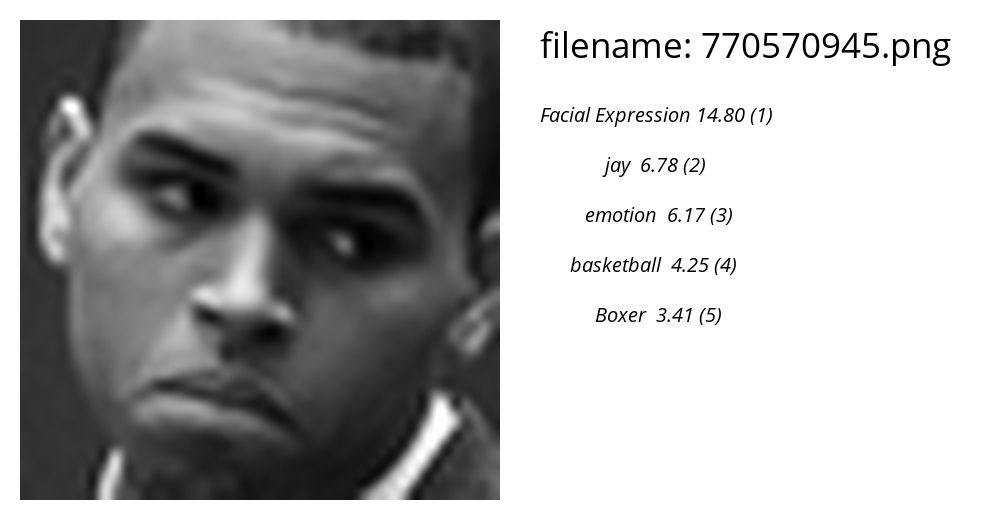 filename: 770570945.png
Facial Expression 14.80 (1)
jay 6.78 (2)
emotion 6.17 (3)
basketball 4.25 (4)
Boxer 3.41 (5)